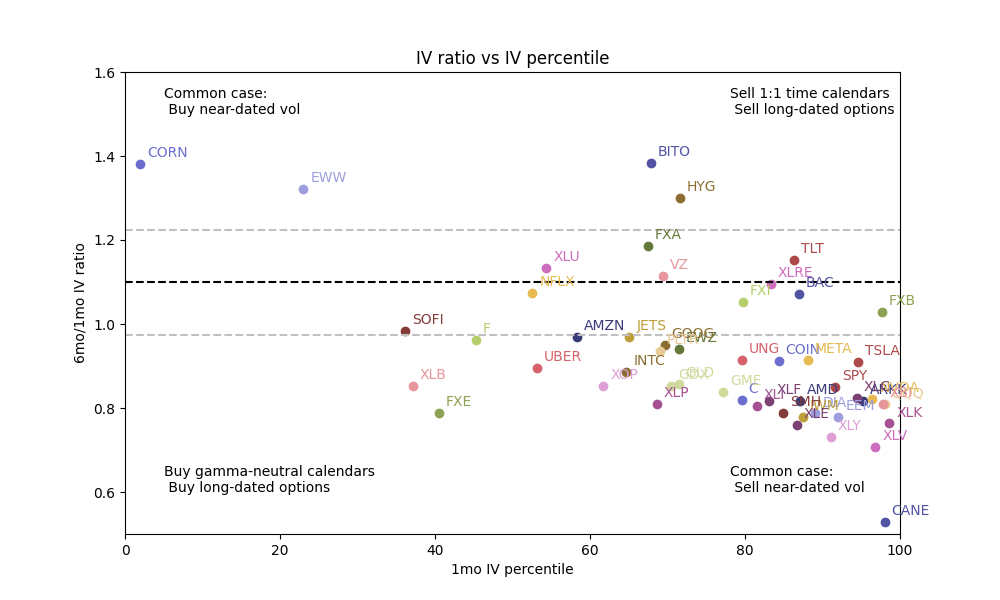 IV ratio vs IV percentile
1.6
Common case:
Buy near-dated vol
Sell 1:1 time calendars
Sell long-dated options
1.4
CORN
BITO
EWW
HYG
1.2
FXA
TLT
XLU
VZ
XLRE
NFLX
BAC
FXI
FXB
6mo/1mo IV ratio
1.0
SOFI
F
AMZN
JETS
GOOG
EWZ
UBER
INTC
UNG
COIN
META
TSLA
XLB
XOP
GDX
GLD
GME
SPY
0.8
FXE
XLP
C
XLI
XLF
AMD
SMH
XLE
DIA
EEM
XLY
XLK
XLV
Buy gamma-neutral calendars
Buy long-dated options
Common case:
Sell near-dated vol
0.6
CANE
0
20
40
60
80
100
1mo IV percentile